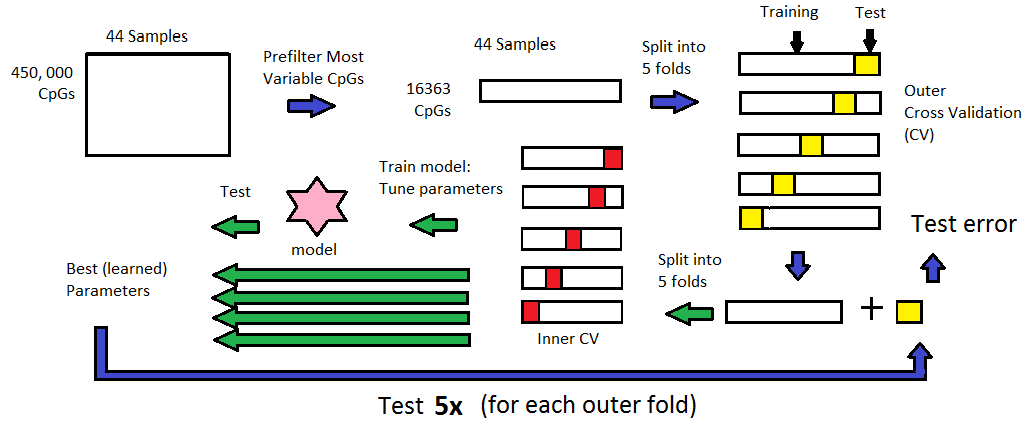 44 Samples
450, 000
CpGs
Prefilter Most
Variable CpGs
44 Samples
16363
CpGs
Split into
5 folds
Training
Test
Outer
Cross Validation
(CV)
Train model:
Tune parameters
Test
model
Best (learned)
Parameters
Inner CV
Split into
5 folds
+
Test error
Test 5x (for each outer fold)